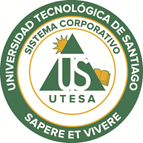 UNIVERSIDAD TECNOLÓGICA DE SANTIAGO
SISTEMA CORPORATIVO
US
UTESA
SAPERE ET VIVERE